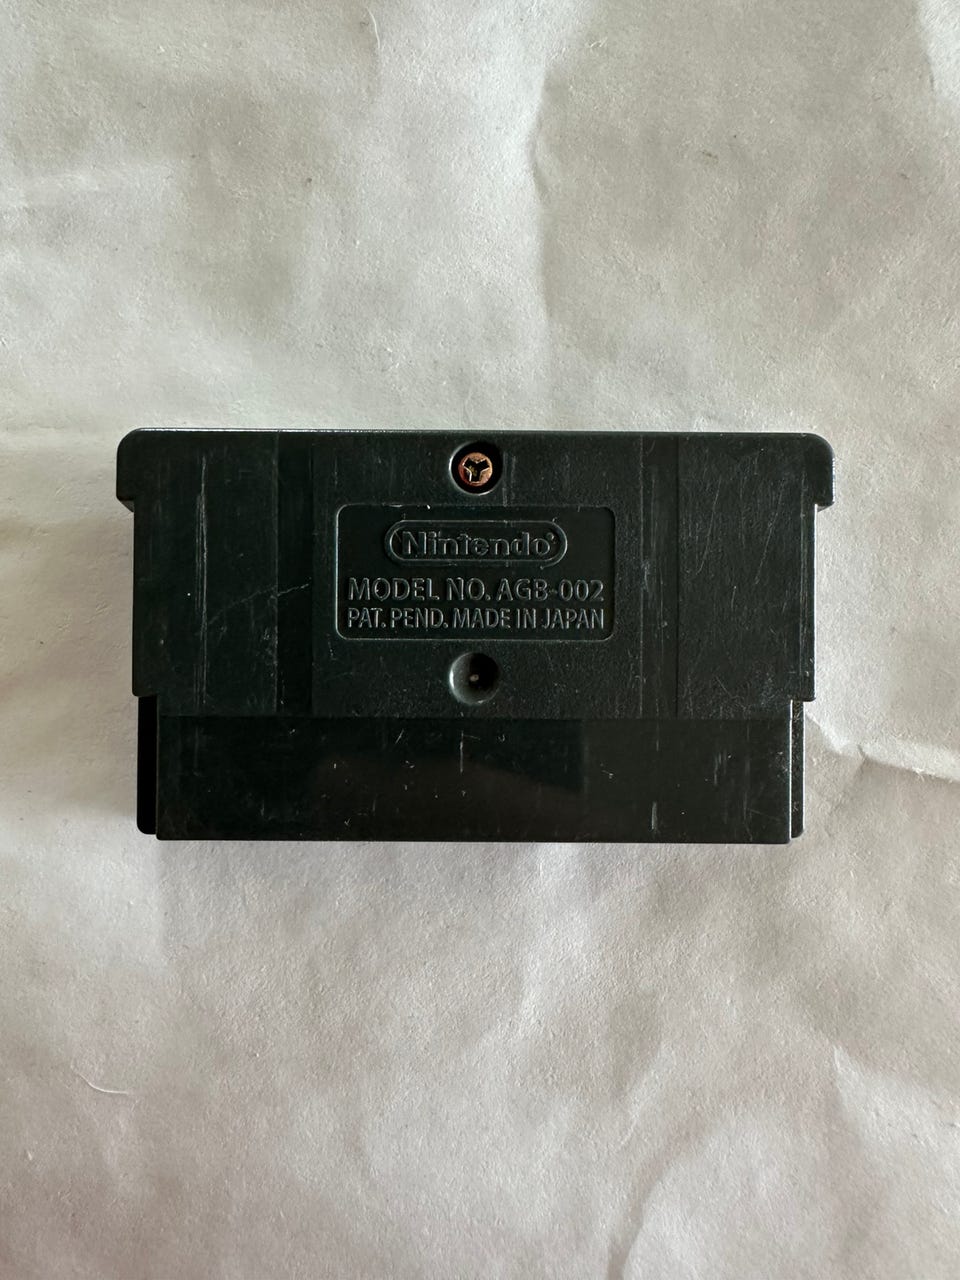 Nintendo
MODEL NO. AGB-002
PAT. PEND. MADE IN JAPAN